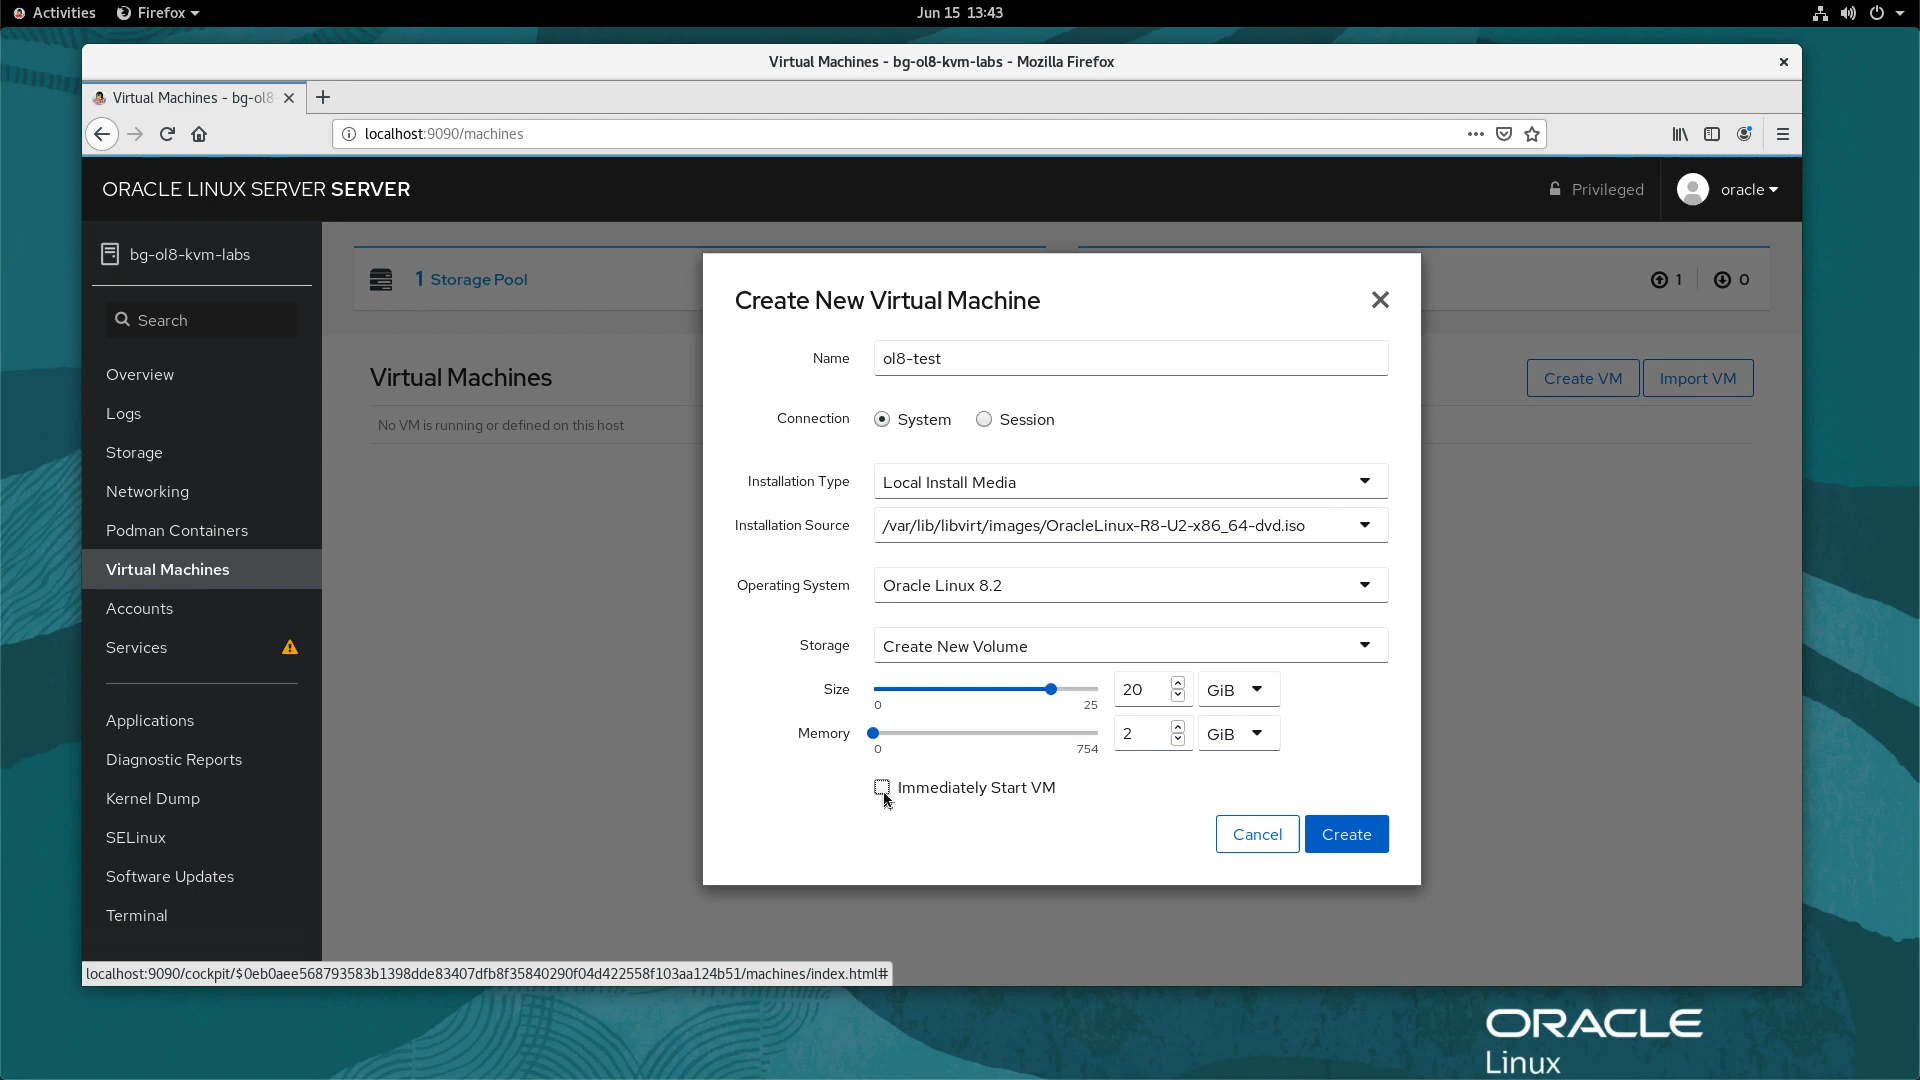 Activities Firefox Jun 15 13:43
Virtual Machines - bg-ol8-kvm-labs - Mozilla Firefox
Virtual Machines - bg-ol8-
localhost:9090/machines
ORACLE LINUX SERVER SERVER Privileged oracle
bg-ol8-kvm-labs
Search
Overview
Logs
Storage
Networking
Podman Containers
Virtual Machines
Accounts
Services
Applications
Diagnostic Reports
Kernel Dump
SELinux
Software Updates
Terminal
1 Storage Pool
1 0
Virtual Machines
Create VM Import VM
No VM is running or defined on this host
Create New Virtual Machine
Name ol8-test
Connection System Session
Installation Type Local Install Media
Installation Source /var/lib/libvirt/images/OracleLinux-R8-U2-x86_64-dvd.iso
Operating System Oracle Linux 8.2
Storage Create New Volume
Size 20 GiB
0 25
Memory 2 GiB
0 754
Immediately Start VM
Cancel Create
localhost:9090/cockpit/$0eb0aee568793583b1398dde83407dfb8f35840290f04d422558f103aa124b51/machines/index.html#
ORACLE
Linux